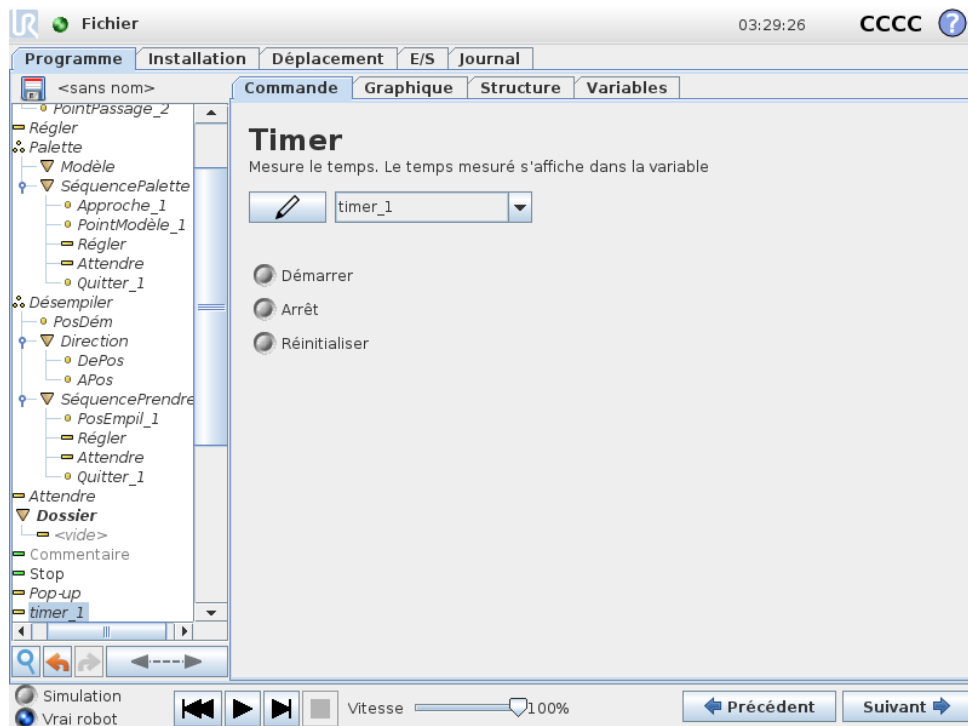 UR Fichier 03:29:26 CCCC ?
Programme Installation Déplacement E/S Journal
<sans nom>
Commande Graphique Structure Variables
PointPassage_2
Régler
Palette
Modèle
SéquencePalette
Approche_1
PointModèle_1
Régler
Attendre
Quitter_1
Désempiler
PosDém
Direction
DePos
APos
SéquencePrendre
PosEmpil_1
Régler
Attendre
Quitter_1
Attendre
Dossier
<vide>
Commentaire
Stop
Pop-up
timer_1
Timer
Mesure le temps. Le temps mesuré s'affiche dans la variable
timer_1
Démarrer
Arrêt
Réinitialiser
Simulation
Vrai robot
Vitesse 100%
Précédent
Suivant